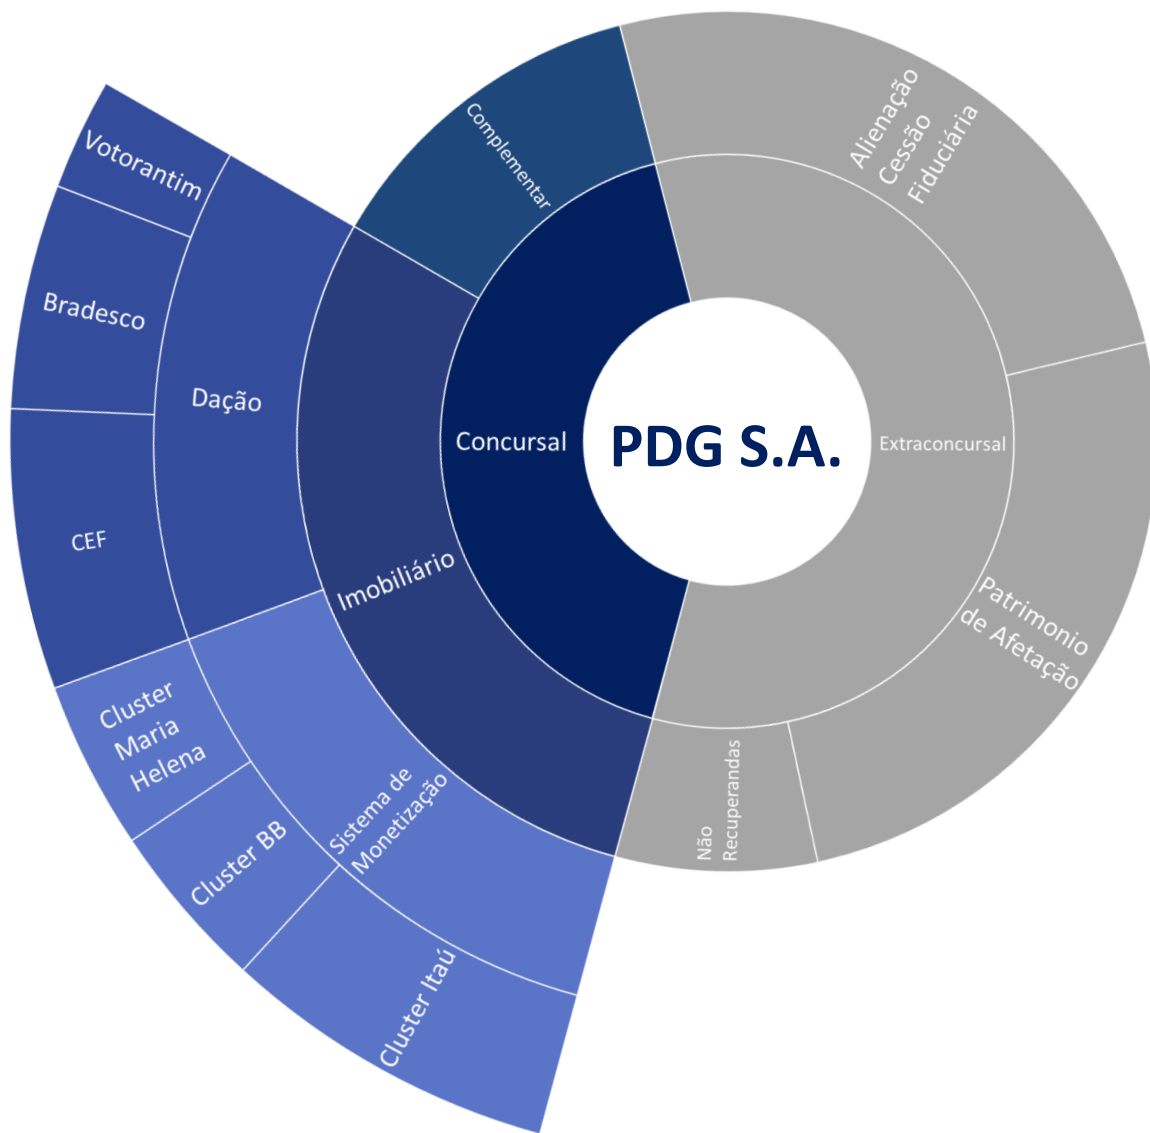 PDG S.A.
Concursal
Extraconcursal
Complementar
Imobiliário
Dação
Votorantim
Bradesco
CEF
Sistema de
Monetização
Cluster
Maria
Helena
Cluster BB
Cluster Itaú
Alienação
Cessão
Fiduciária
Patrimonio
de Afetação
Não
Recuperandas